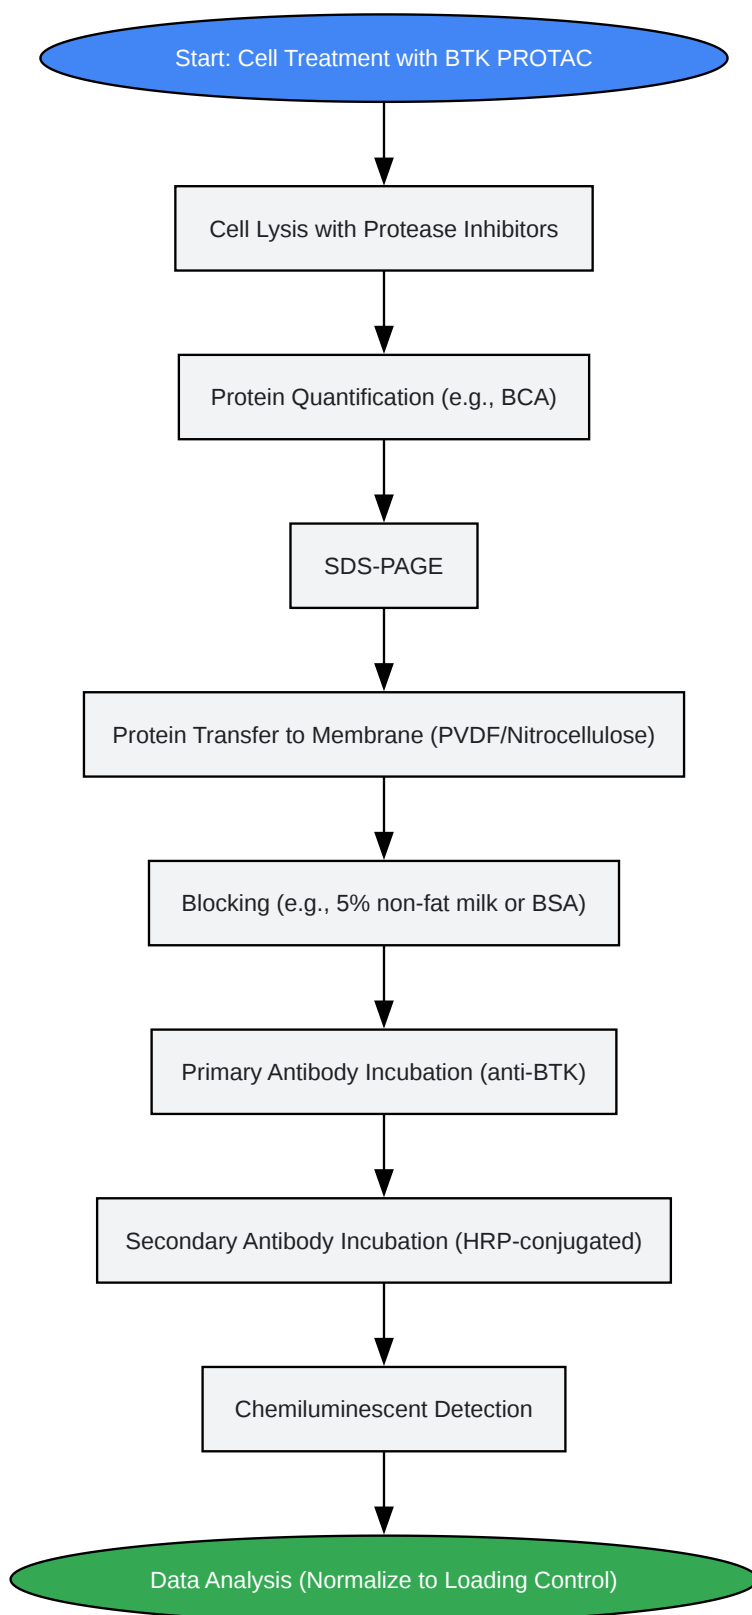 Start: Cell Treatment with BTK PROTAC
Cell Lysis with Protease Inhibitors
Protein Quantification (e.g., BCA)
SDS-PAGE
Protein Transfer to Membrane (PVDF/Nitrocellulose)
Blocking (e.g., 5% non-fat milk or BSA)
Primary Antibody Incubation (anti-BTK)
Secondary Antibody Incubation (HRP-conjugated)
Chemiluminescent Detection
Data Analysis (Normalize to Loading Control)